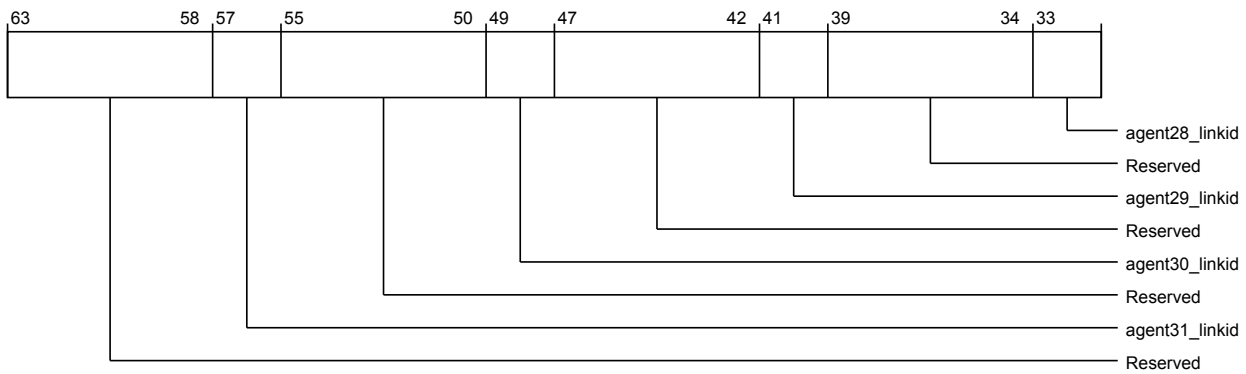 63 58 57 55 50 49 47 42 41 39 34 33
agent28_linkid
Reserved
agent29_linkid
Reserved
agent30_linkid
Reserved
agent31_linkid
Reserved